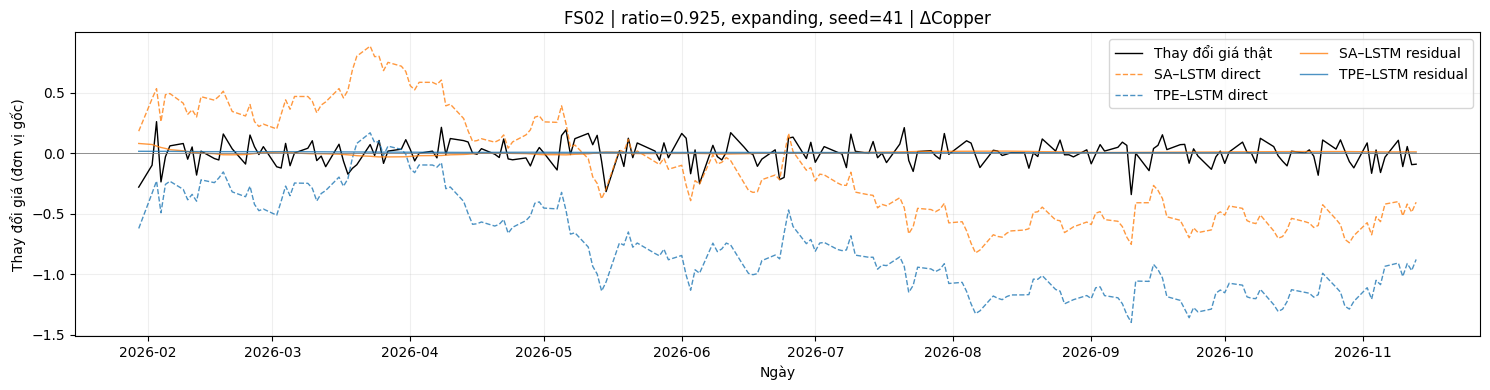 FS02 | ratio=0.925, expanding, seed=41 | ΔCopper
Thay đổi giá (đơn vị gốc)
0.5
0.0
−0.5
−1.0
−1.5
Thay đổi giá thật
SA–LSTM direct
TPE–LSTM direct
SA–LSTM residual
TPE–LSTM residual
2026-02
2026-03
2026-04
2026-05
2026-06
2026-07
2026-08
2026-09
2026-10
2026-11
Ngày